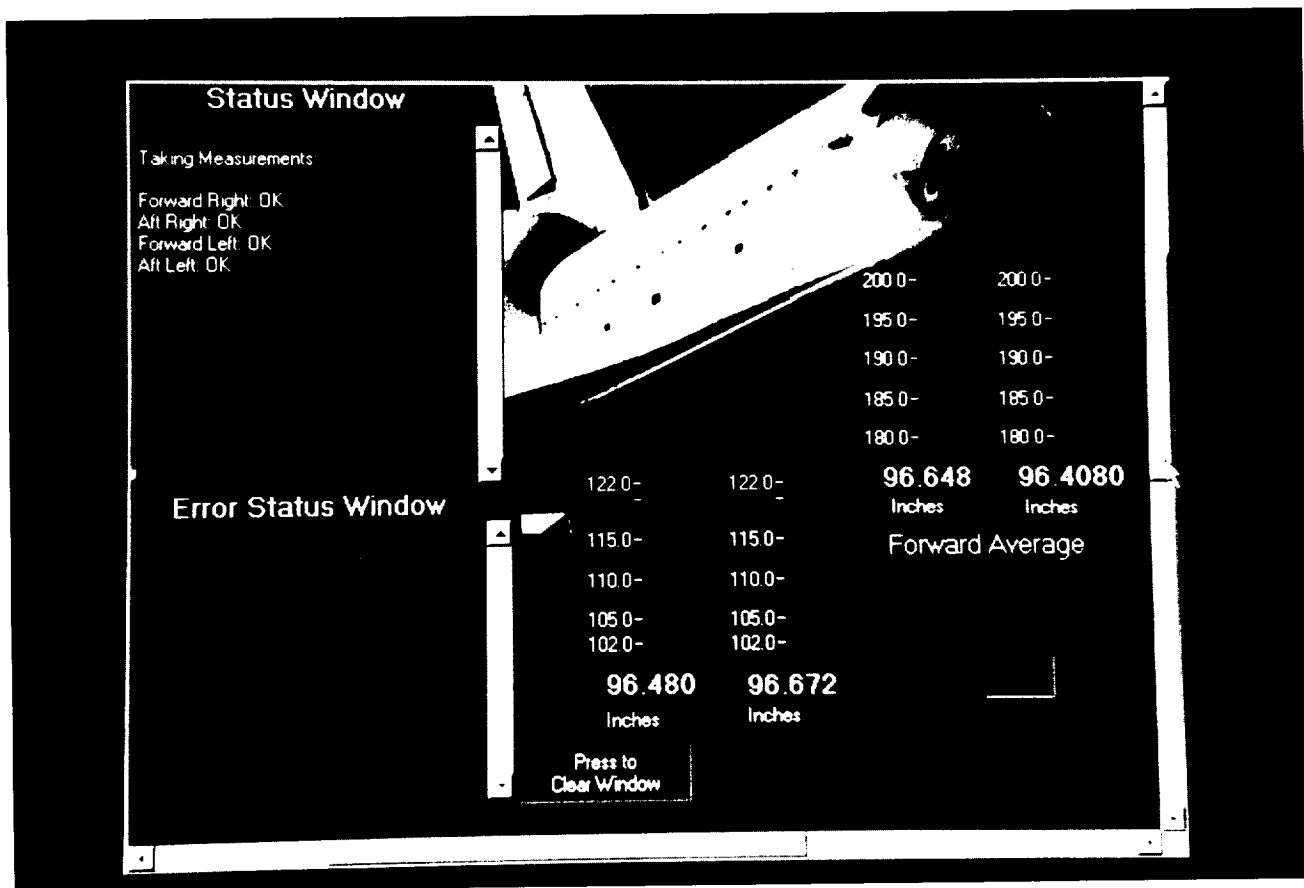 Status Window
Taking Measurements
Forward Right: OK
Aft Right: OK
Forward Left: OK
Aft Left: OK
200.0- 200.0-
195.0- 195.0-
190.0- 190.0-
185.0- 185.0-
180.0- 180.0-
96.648 96.4080
Inches Inches
Forward Average
Error Status Window
122.0- 122.0-
115.0- 115.0-
110.0- 110.0-
105.0- 105.0-
102.0- 102.0-
96.480 96.672
Inches Inches
Press to
Clear Window